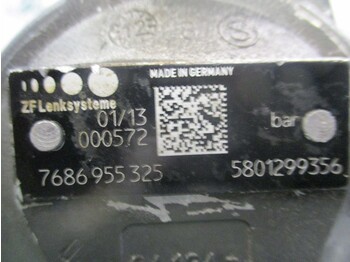 MADE IN GERMANY
ZF Lenksysteme
01/13
000572
bar
7686 955 325
5801299356